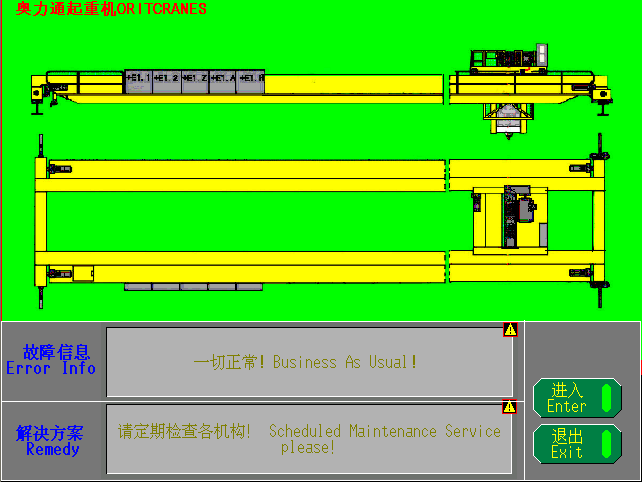 奥力通起重机ORITCRANES
+E1.1 +E1.2 +E1.Z +E1.A +E1.H
故障信息
Error Info
一切正常! Business As Usual!
解决方案
Remedy
请定期检查各机构! Scheduled Maintenance Service
please!
进入
Enter
退出
Exit